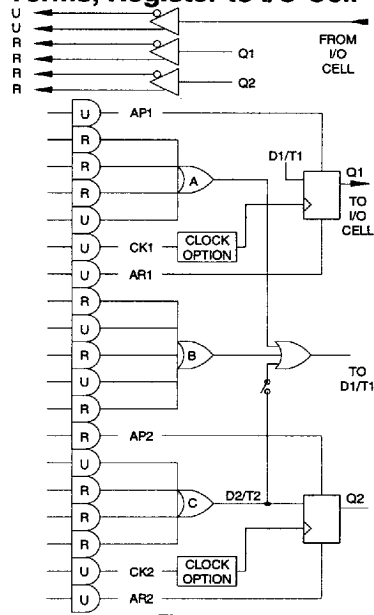 Terms, Register to I/O Cell
U
U
R
R
R
R
FROM
I/O
CELL
Q1
Q2
U AP1
R
R
R
A
U
D1/T1
Q1
TO
I/O
CELL
U CK1 CLOCK
OPTION
U AR1
R
U
R
B
U
R
TO
D1/T1
R AP2
U
R
C
D2/T2
Q2
R
R
U CK2 CLOCK
OPTION
U AR2